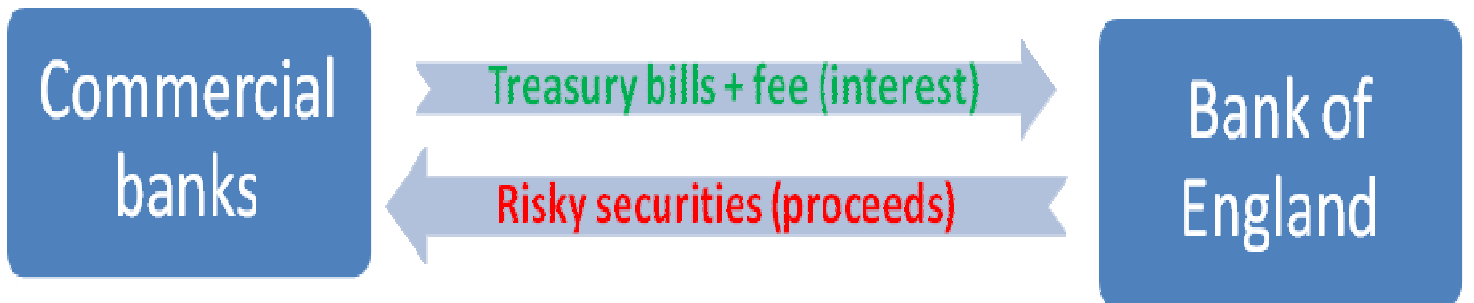 Commercial
banks
Treasury bills + fee (interest)
Risky securities (proceeds)
Bank of
England